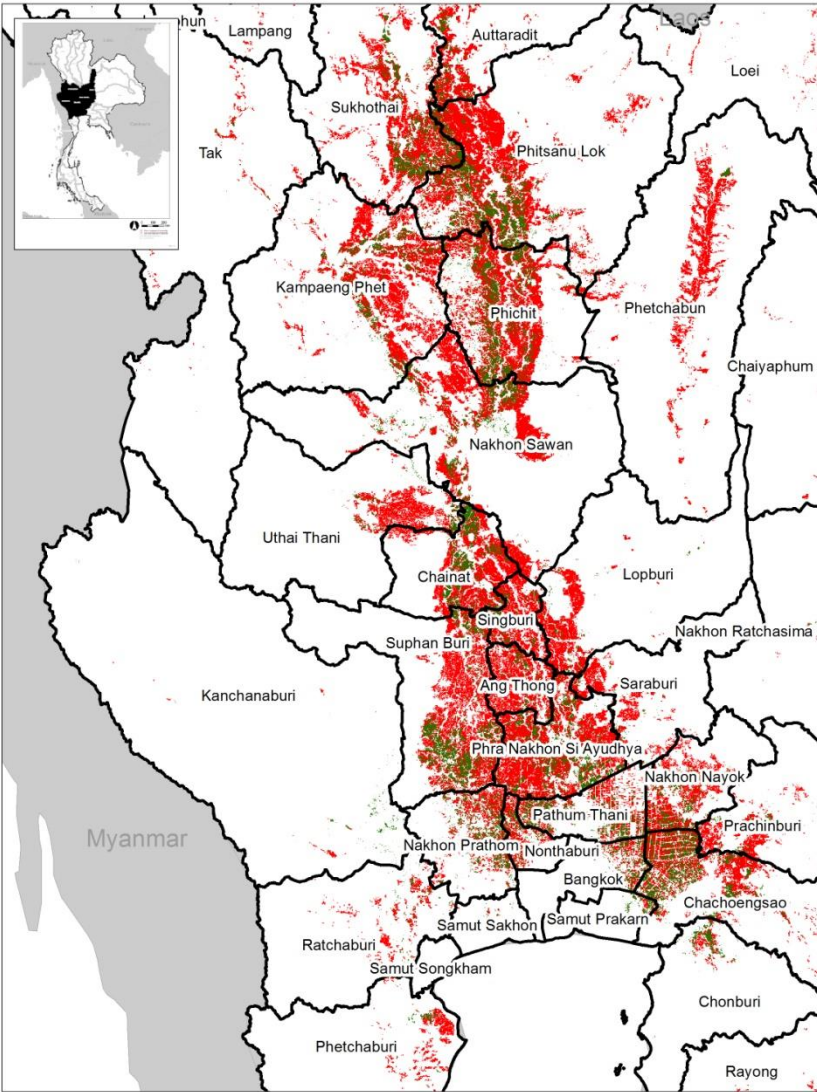 phun
Lampang
Auttaradit
Laos
Loei
Sukhothai
Tak
Phitsanu Lok
Kampaeng Phet
Phichit
Phetchabun
Chaiyaphum
Nakhon Sawan
Uthai Thani
Chainat
Lopburi
Singburi
Nakhon Ratchasima
Suphan Buri
Kanchanaburi
Ang Thong
Saraburi
Phra Nakhon Si Ayudhya
Nakhon Nayok
Pathum Thani
Prachinburi
Myanmar
Nakhon Prathom
Nonthaburi
Bangkok
Chachoengsao
Samut Sakhon
Samut Prakarn
Ratchaburi
Samut Songkham
Chonburi
Phetchaburi
Rayong